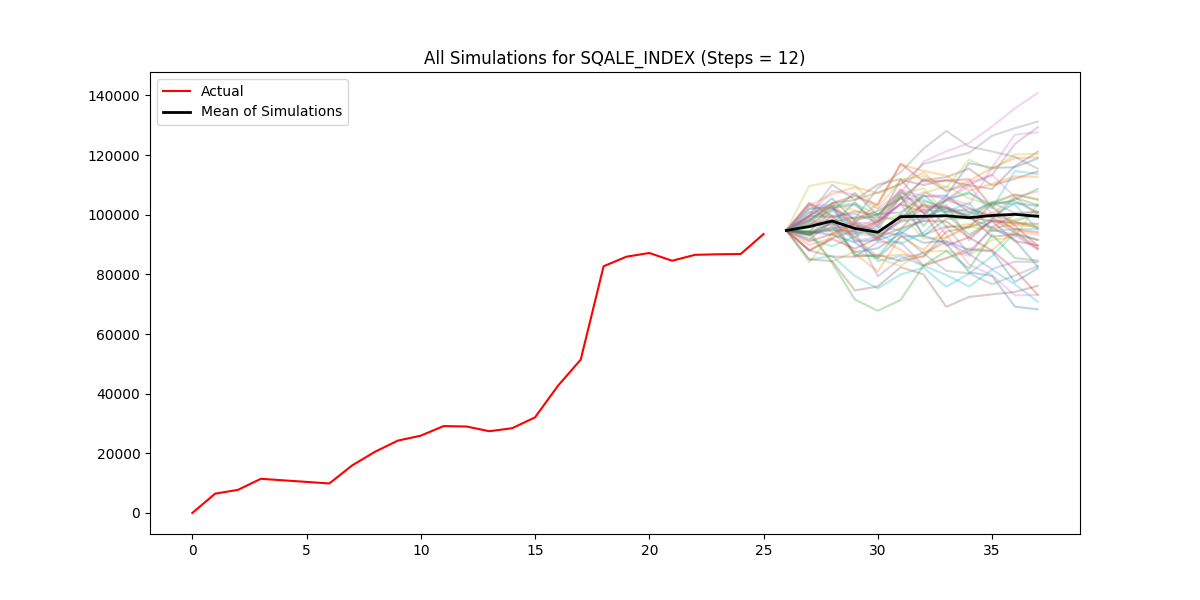 All Simulations for SQALE_INDEX (Steps = 12)
Actual
Mean of Simulations
140000
120000
100000
80000
60000
40000
20000
0
0 5 10 15 20 25 30 35